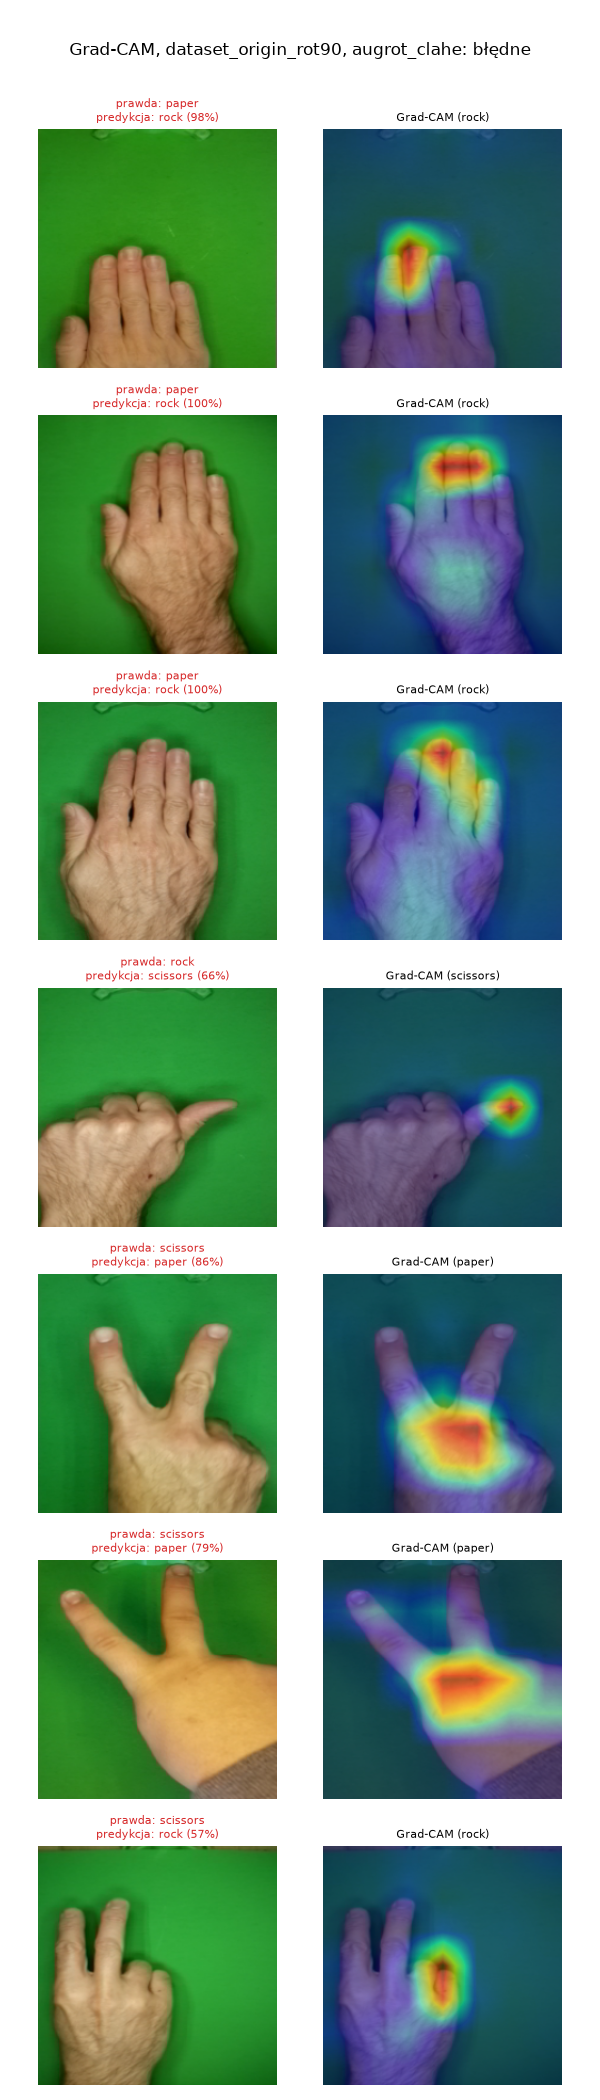 Grad-CAM, dataset_origin_rot90, augrot_clahe: błędne
prawda: paper
predykcja: rock (98%)
Grad-CAM (rock)
prawda: paper
predykcja: rock (100%)
Grad-CAM (rock)
prawda: paper
predykcja: rock (100%)
Grad-CAM (rock)
prawda: rock
predykcja: scissors (66%)
Grad-CAM (scissors)
prawda: scissors
predykcja: paper (86%)
Grad-CAM (paper)
prawda: scissors
predykcja: paper (79%)
Grad-CAM (paper)
prawda: scissors
predykcja: rock (57%)
Grad-CAM (rock)